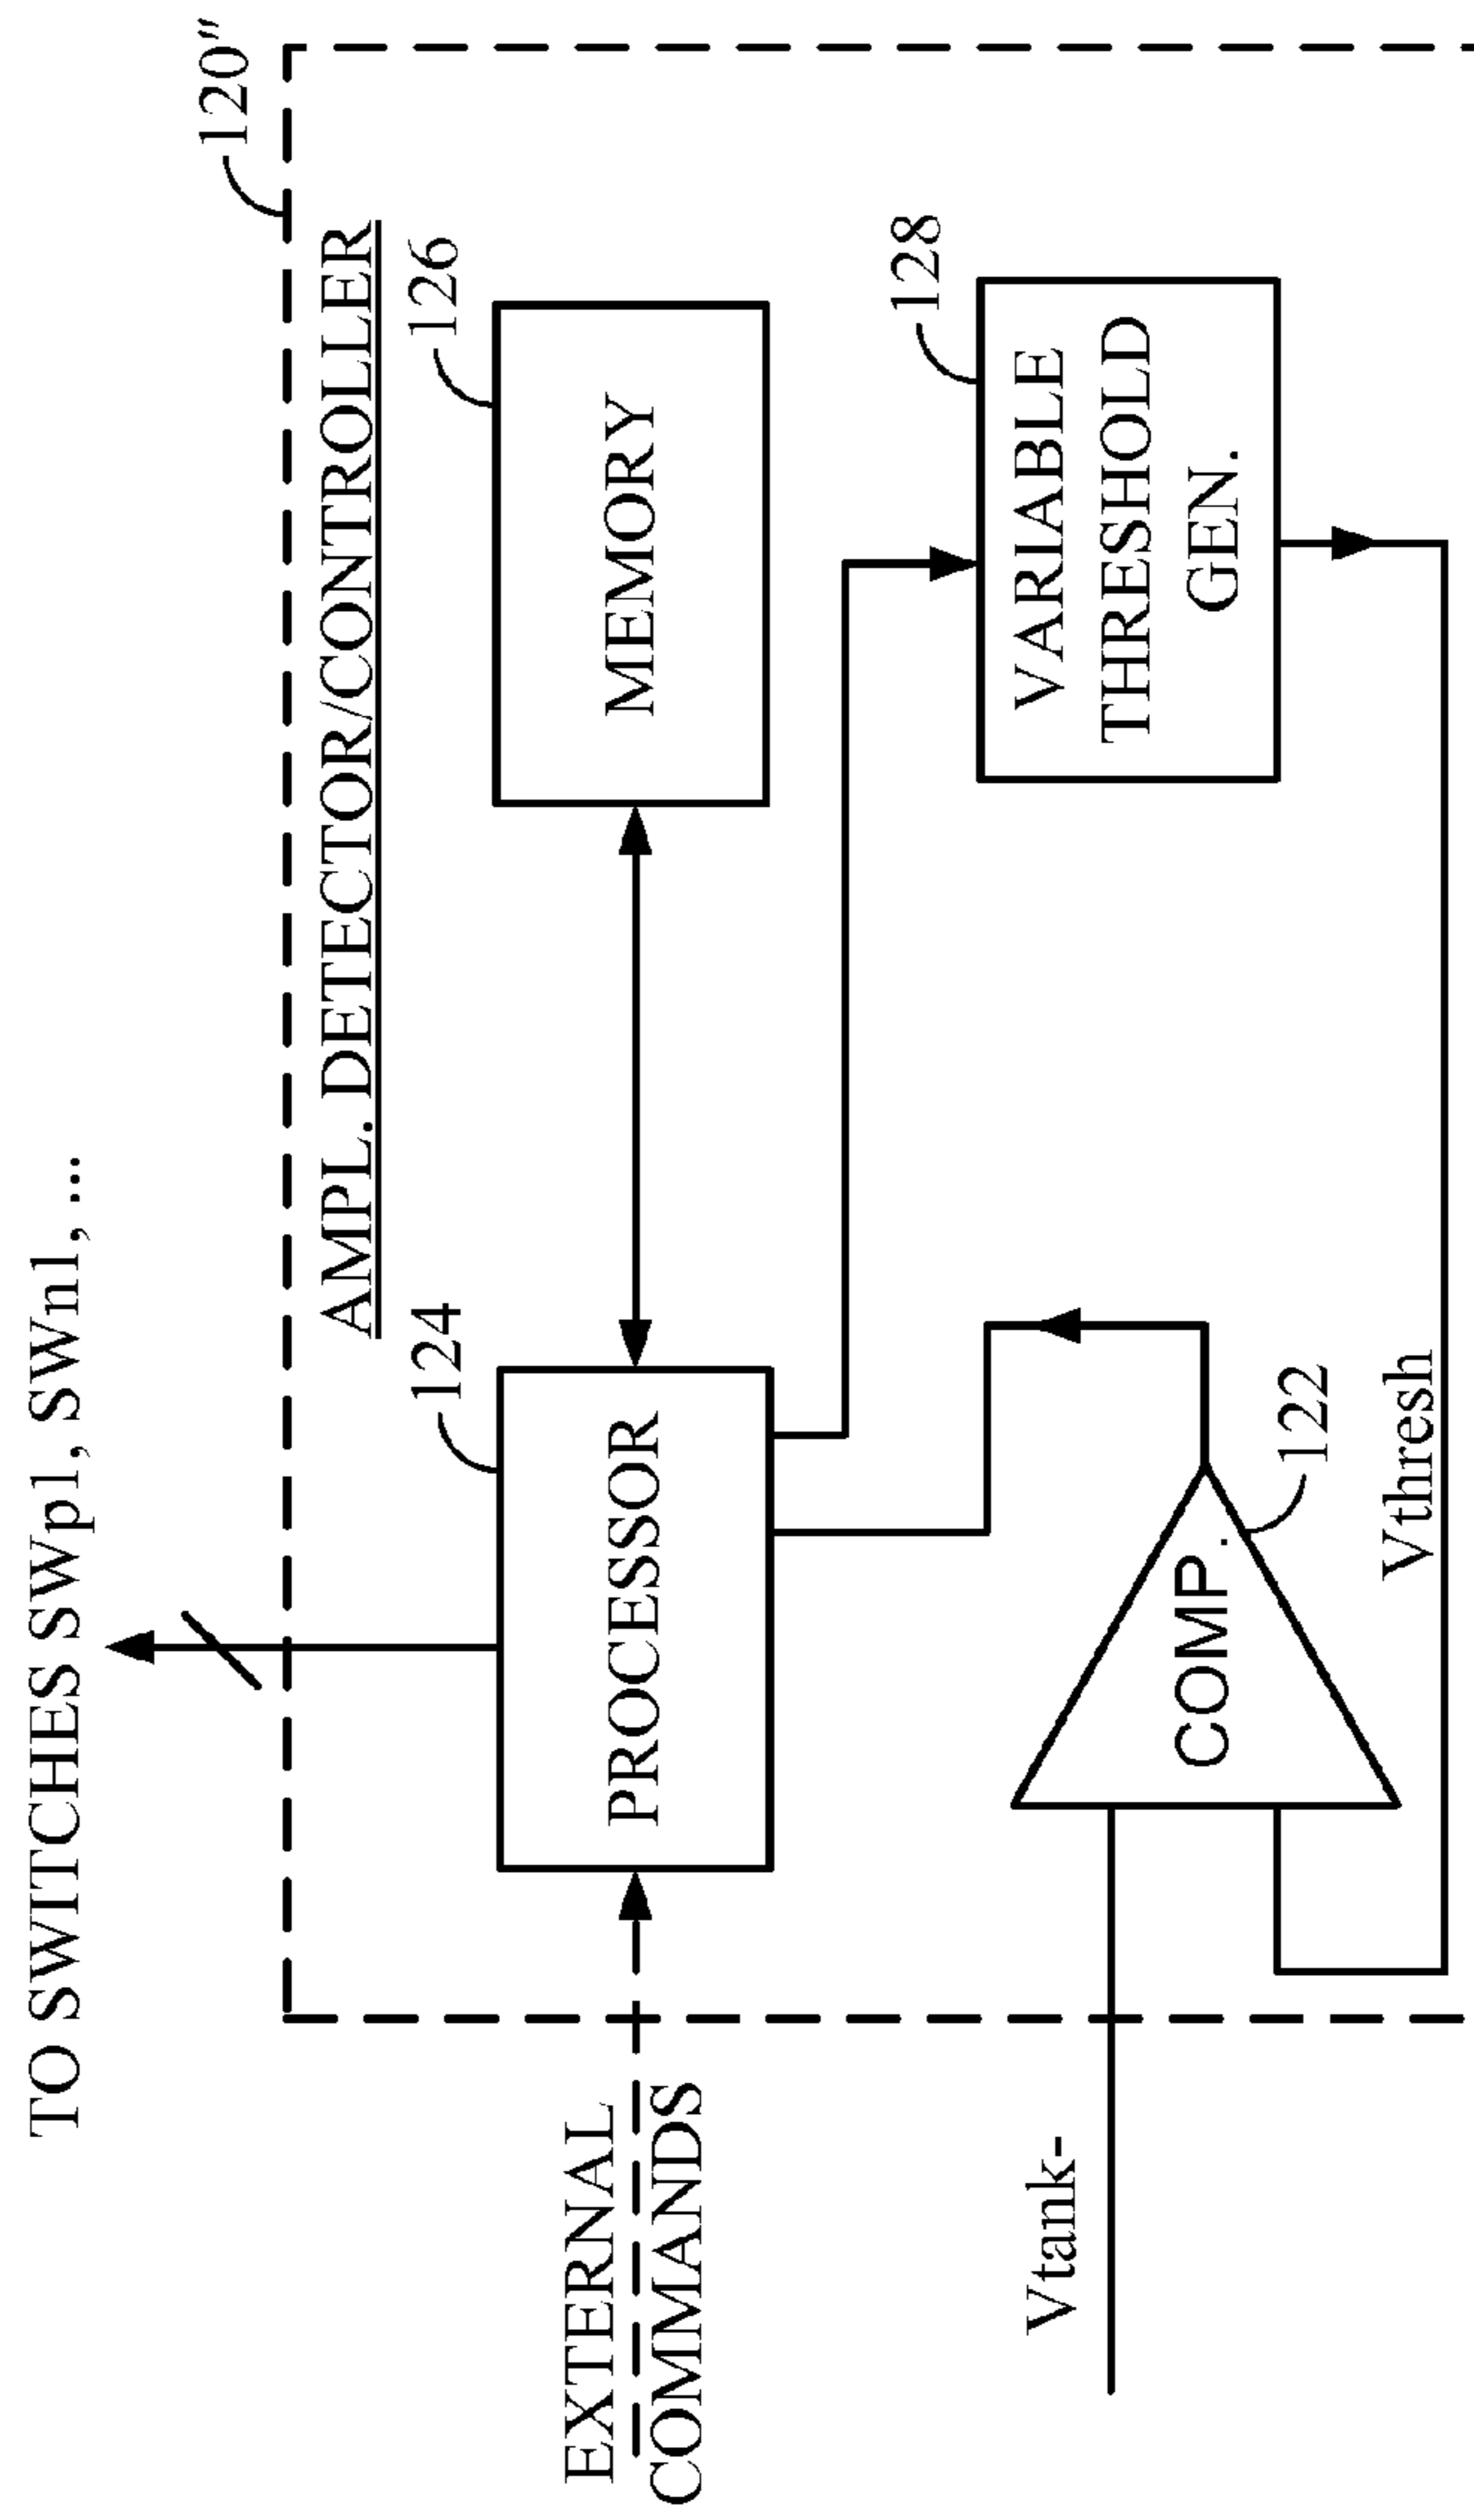 TO SWITCHES SWp1, SWn1, ...
120"
AMPL. DETECTOR/CONTROLLER
124
126
EXTERNAL
COMMANDS
PROCESSOR
MEMORY
128
VARIABLE
THRESHOLD
GEN.
Vtank-
COMP.
122
Vthresh